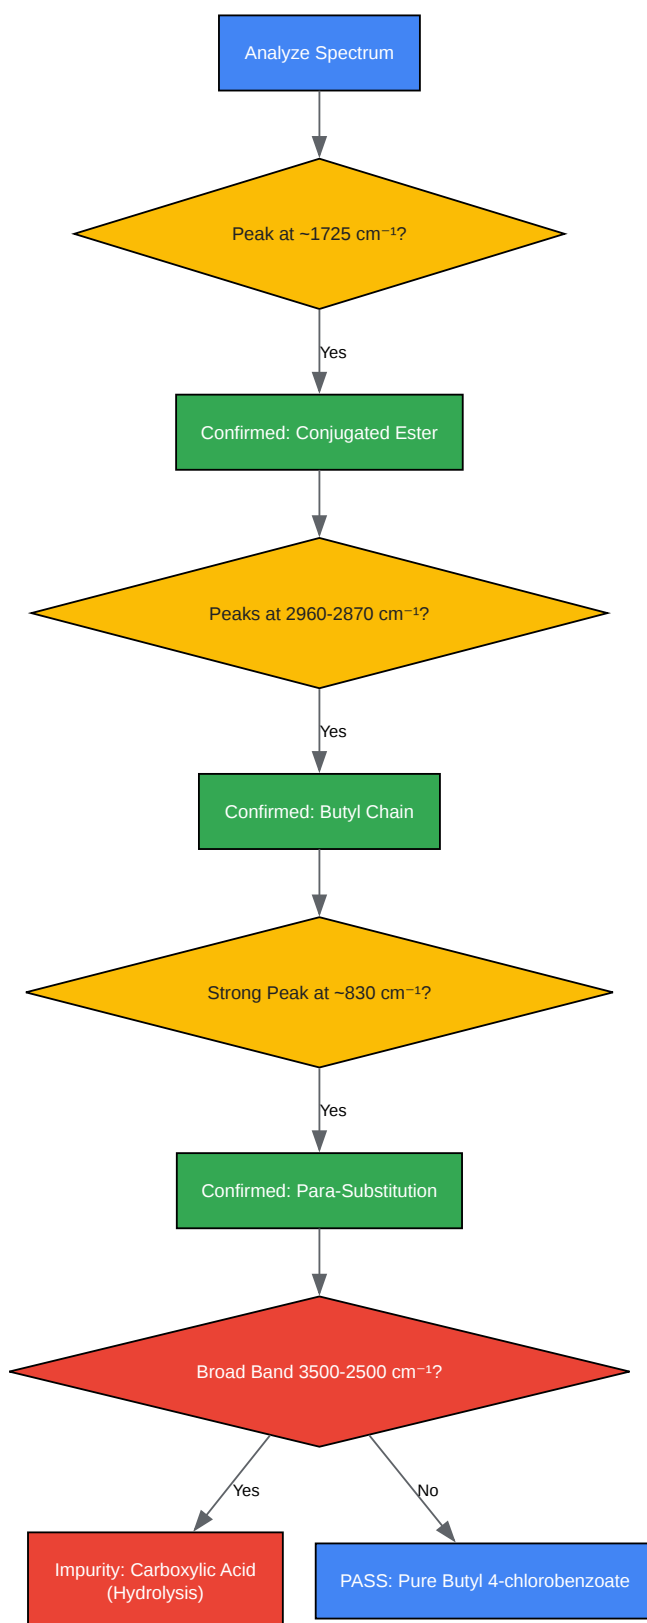 Analyze Spectrum
Peak at ~1725 cm⁻¹?
Yes
Confirmed: Conjugated Ester
Peaks at 2960-2870 cm⁻¹?
Yes
Confirmed: Butyl Chain
Strong Peak at ~830 cm⁻¹?
Yes
Confirmed: Para-Substitution
Broad Band 3500-2500 cm⁻¹?
Yes
No
Impurity: Carboxylic Acid
(Hydrolysis)
PASS: Pure Butyl 4-chlorobenzoate